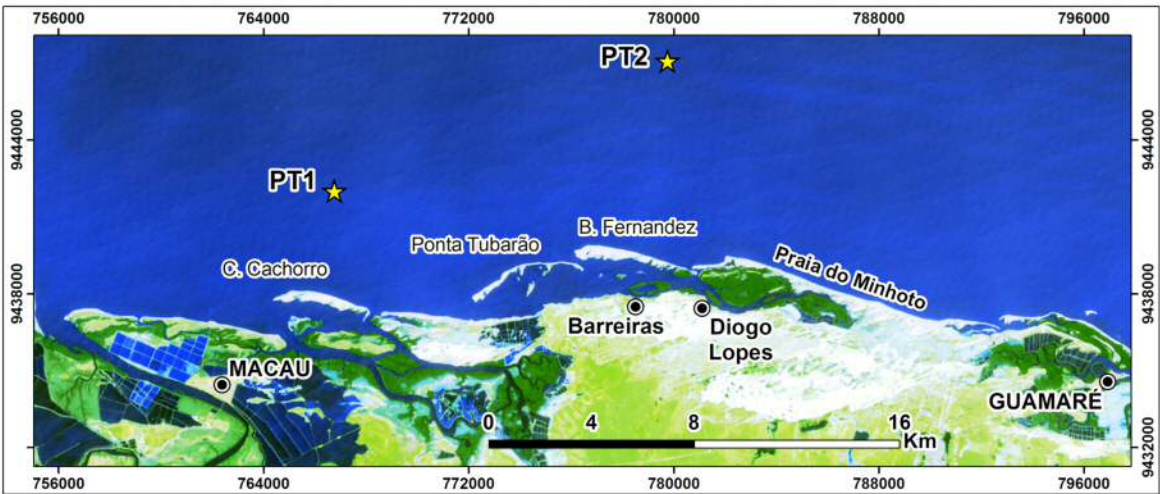 756000 764000 772000 780000 788000 796000
PT2
9444000 9444000
PT1
B. Fernandez
Ponta Tubarão
C. Cachorro
Praia do Minhoto
9438000 9438000
Barreiras
Diogo
Lopes
MACAU
GUAMARÉ
0 4 8 16
Km
9432000 9432000
756000 764000 772000 780000 788000 796000